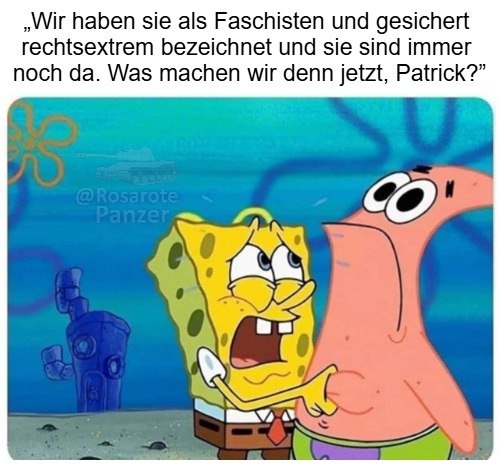 „Wir haben sie als Faschisten und gesichert
rechtsextrem bezeichnet und sie sind immer
noch da. Was machen wir denn jetzt, Patrick?”
@Rosarote
Panzer